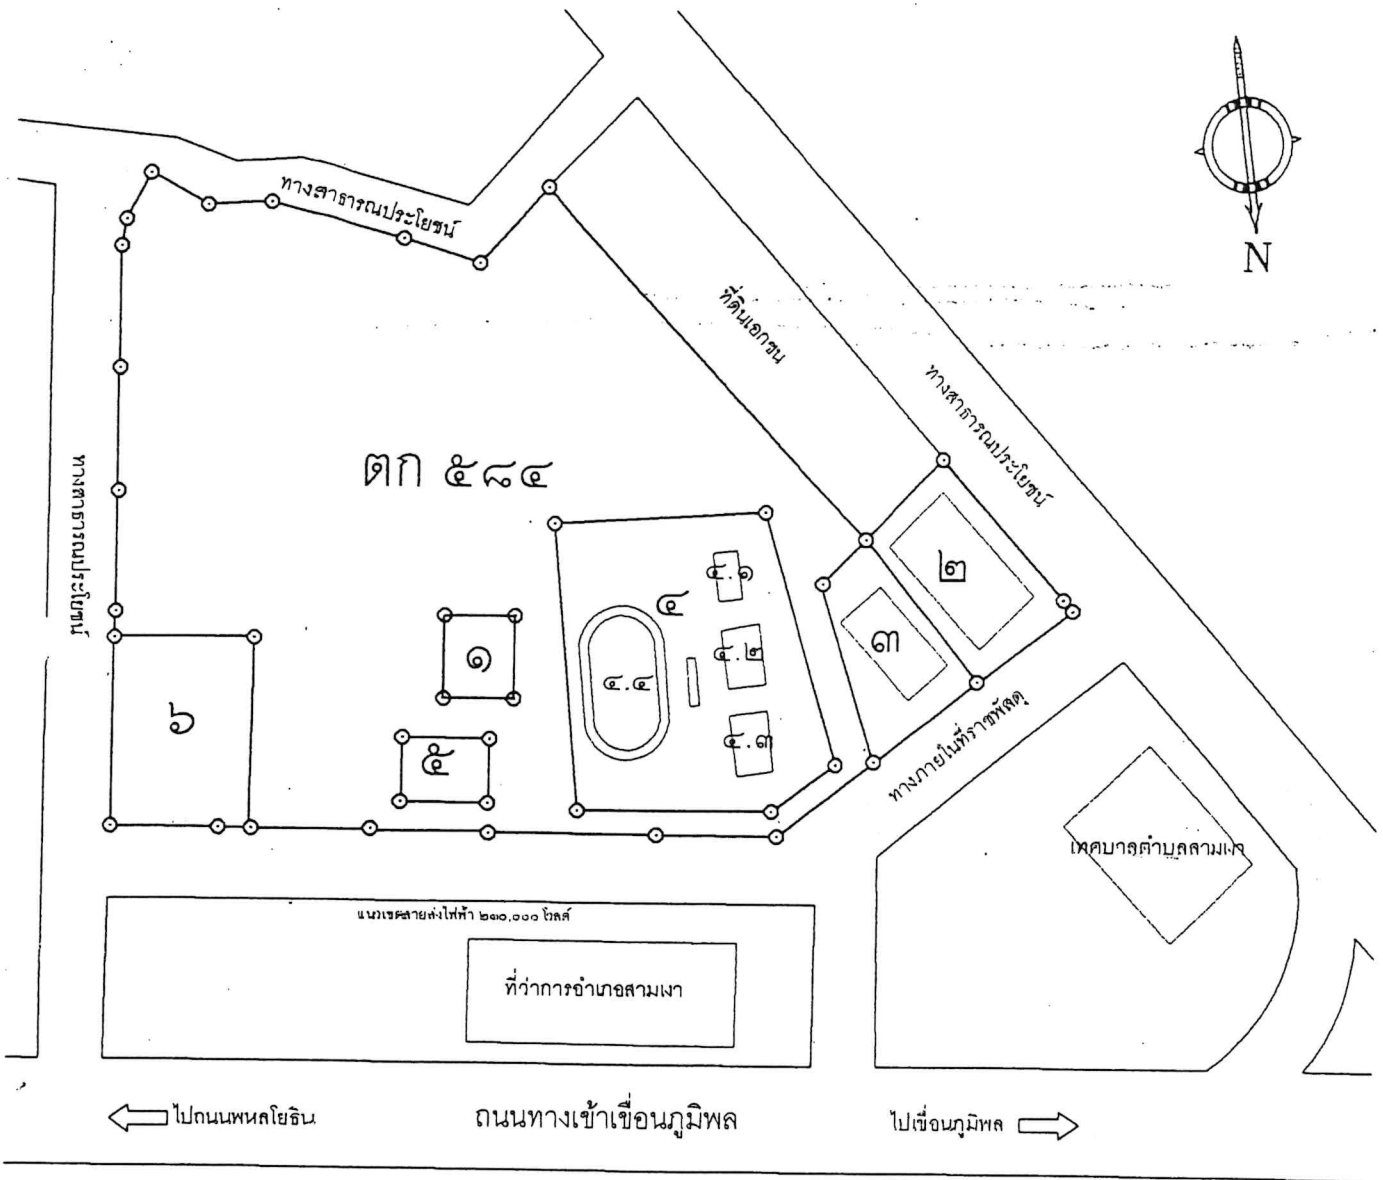 N
ทางสาธารณประโยชน์
ที่ดินเอกชน
ทางสาธารณประโยชน์
ทางสาธารณประโยชน์
ตก ๕๘๔
๑
๒
๓
๔
๔.๑
๔.๒
๔.๓
๔.๔
๕
๖
ทางภายในที่ราชพัสดุ
เทศบาลตำบลสามเงา
แนวเขตสายส่งไฟฟ้า ๒๓๐,๐๐๐ โวลต์
ที่ว่าการอำเภอสามเงา
ไปถนนพหลโยธิน
ถนนทางเข้าเขื่อนภูมิพล
ไปเขื่อนภูมิพล